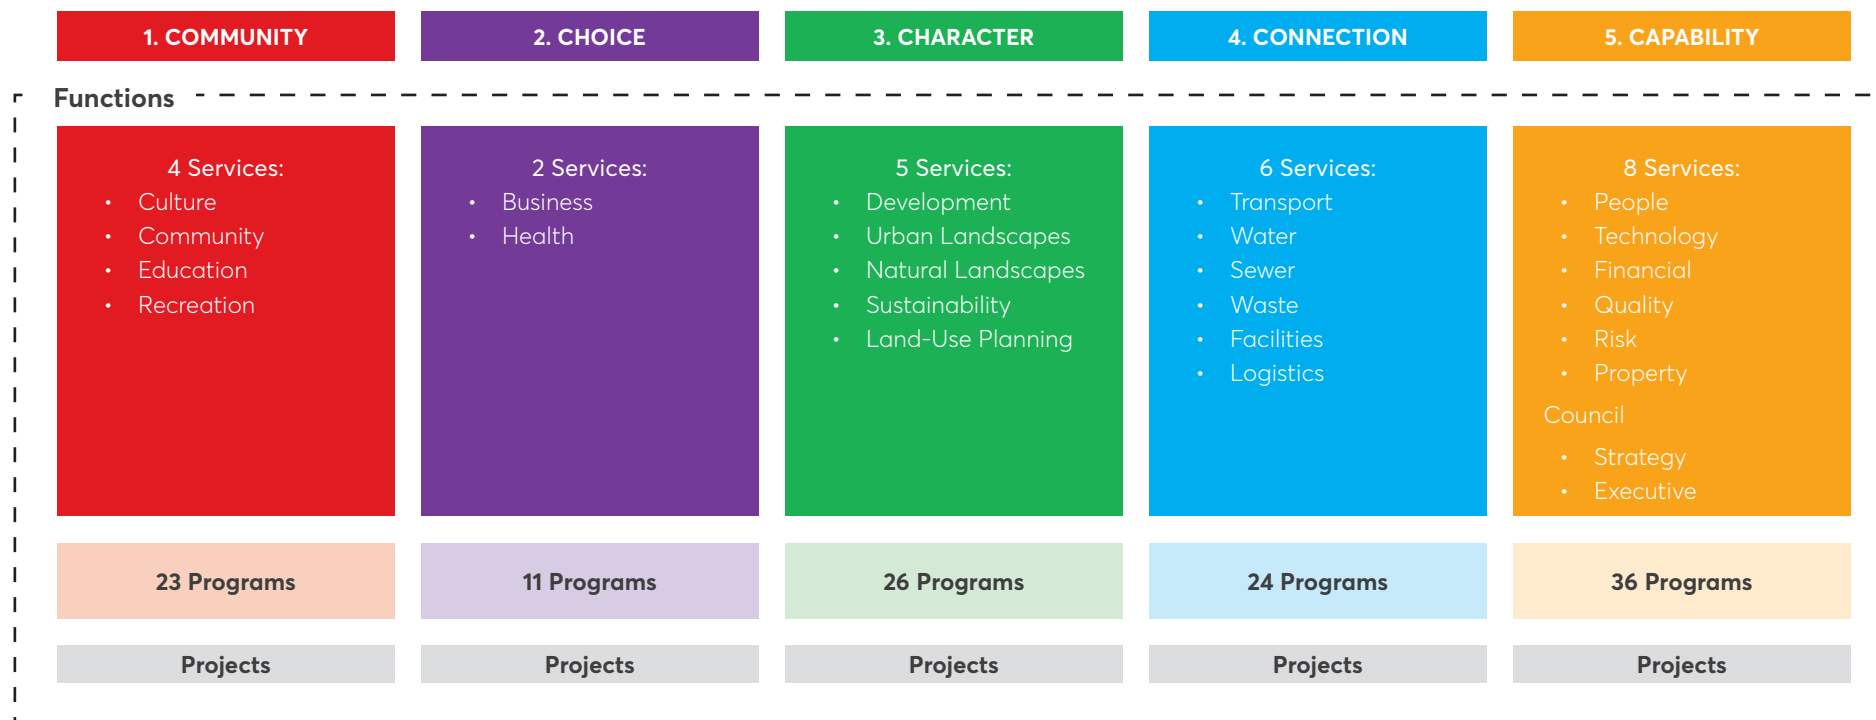 1. COMMUNITY
2. CHOICE
3. CHARACTER
4. CONNECTION
5. CAPABILITY
Functions
4 Services:
• Culture
• Community
• Education
• Recreation
2 Services:
• Business
• Health
5 Services:
• Development
• Urban Landscapes
• Natural Landscapes
• Sustainability
• Land-Use Planning
6 Services:
• Transport
• Water
• Sewer
• Waste
• Facilities
• Logistics
8 Services:
• People
• Technology
• Financial
• Quality
• Risk
• Property
Council
• Strategy
• Executive
23 Programs
11 Programs
26 Programs
24 Programs
36 Programs
Projects
Projects
Projects
Projects
Projects